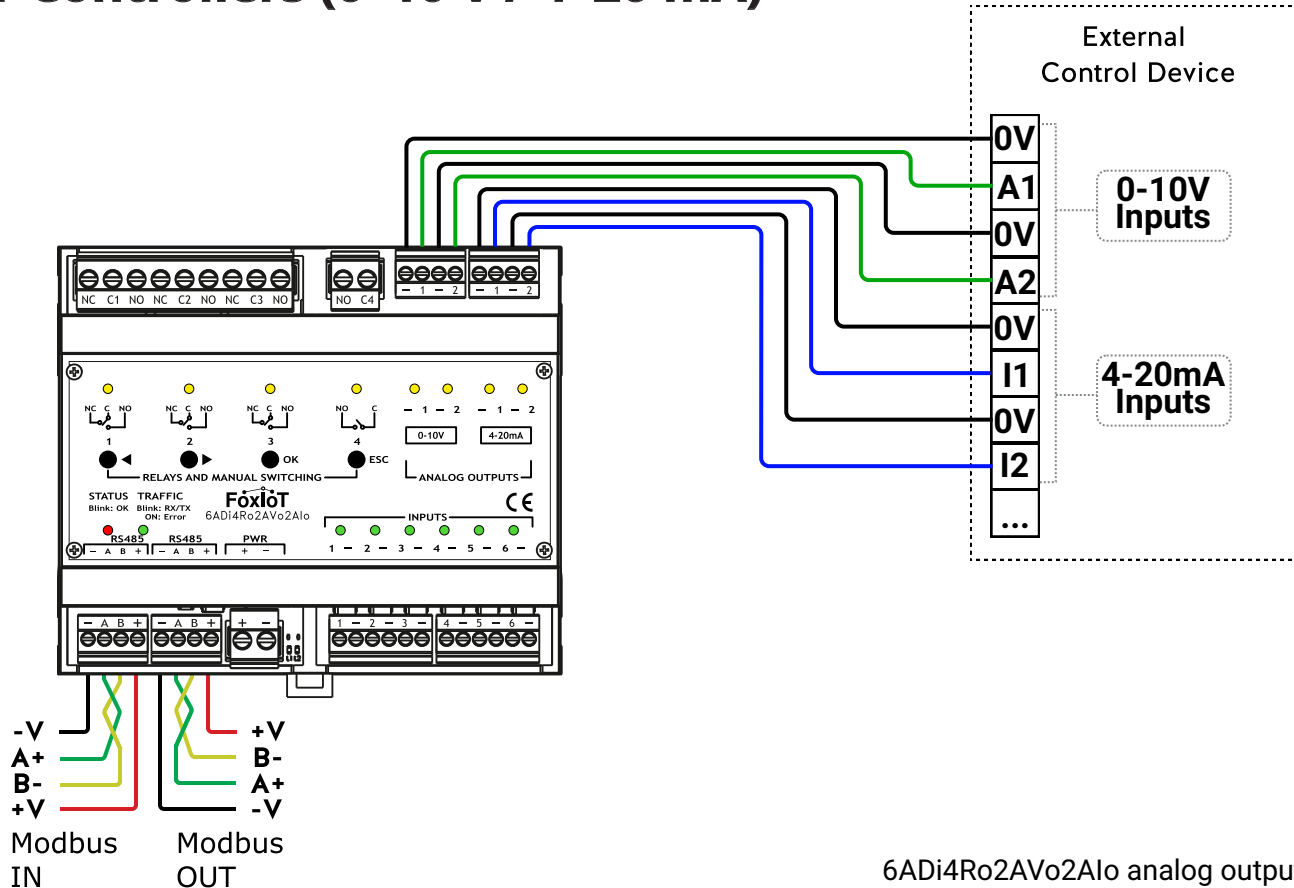 Controllers (0-10 V / 4-20 mA)
External
Control Device
0V
A1
0V
A2
0V
I1
0V
I2
...
0-10V
Inputs
4-20mA
Inputs
NC C1 NO NC C2 NO NC C3 NO
NO C4
– 1 – 2
– 1 – 2
NC C NO
NC C NO
NC C NO
NO C
– 1 – 2
– 1 – 2
0-10V
4-20mA
1
2
3
4
OK
ESC
RELAYS AND MANUAL SWITCHING
ANALOG OUTPUTS
STATUS TRAFFIC
Blink: OK Blink: RX/TX
ON: Error
FoxIoT
6ADi4Ro2AVo2AIo
CE
INPUTS
RS485
– A B +
RS485
– A B +
PWR
+ –
1 – 2 – 3 – 4 – 5 – 6 –
– A B +
– A B +
+ –
1 – 2 – 3 –
4 – 5 – 6 –
-V
A+
B-
+V
+V
B-
A+
-V
Modbus
IN
Modbus
OUT
6ADi4Ro2AVo2AIo analog outpu